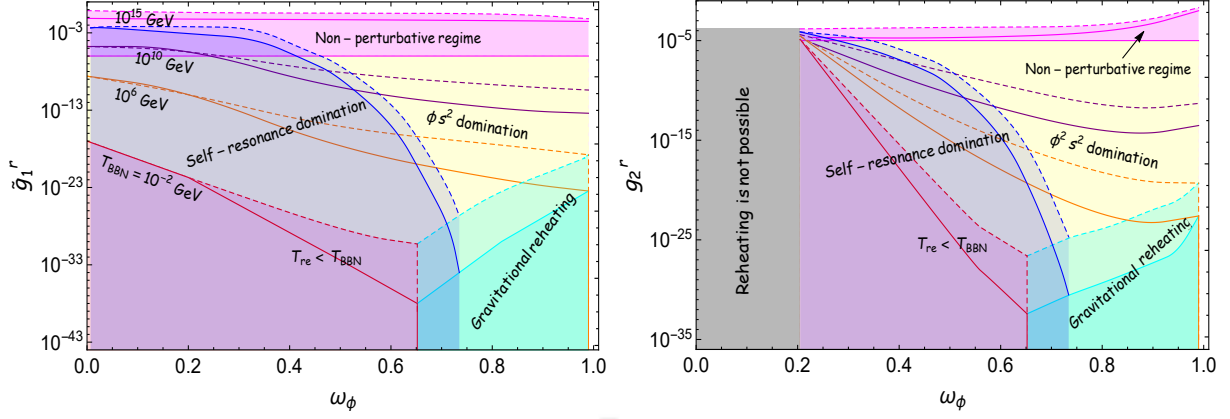 10^15 GeV
Non - perturbative regime
10^10 GeV
10^6 GeV
ϕ s^2 domination
Self - resonance domination
T_BBN = 10^-2 GeV
T_re < T_BBN
Gravitational reheating
10^-3
10^-13
10^-23
10^-33
10^-43
g̃_1^r
0.0 0.2 0.4 0.6 0.8 1.0
ω_ϕ
Non - perturbative regime
Reheating is not possible
ϕ^2 s^2 domination
Self - resonance domination
T_re < T_BBN
Gravitational reheating
10^-5
10^-15
10^-25
10^-35
g_2^r
0.0 0.2 0.4 0.6 0.8 1.0
ω_ϕ